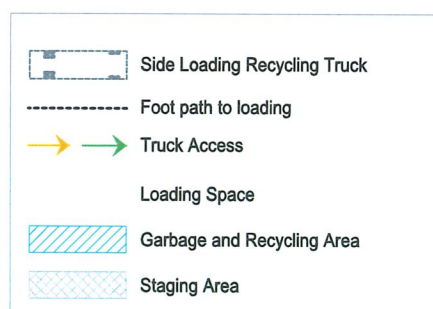 Side Loading Recycling Truck
Foot path to loading
Truck Access
Loading Space
Garbage and Recycling Area
Staging Area